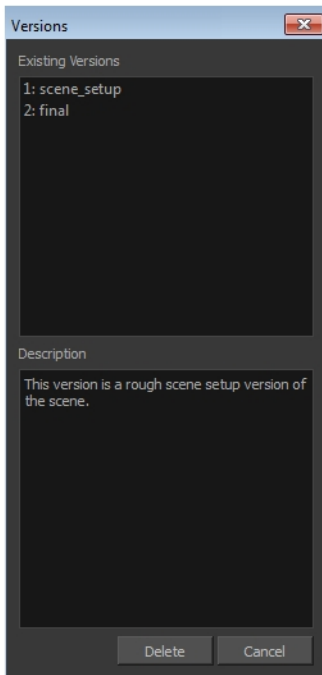 Versions
Existing Versions
1: scene_setup
2: final
Description
This version is a rough scene setup version of
the scene.
Delete
Cancel